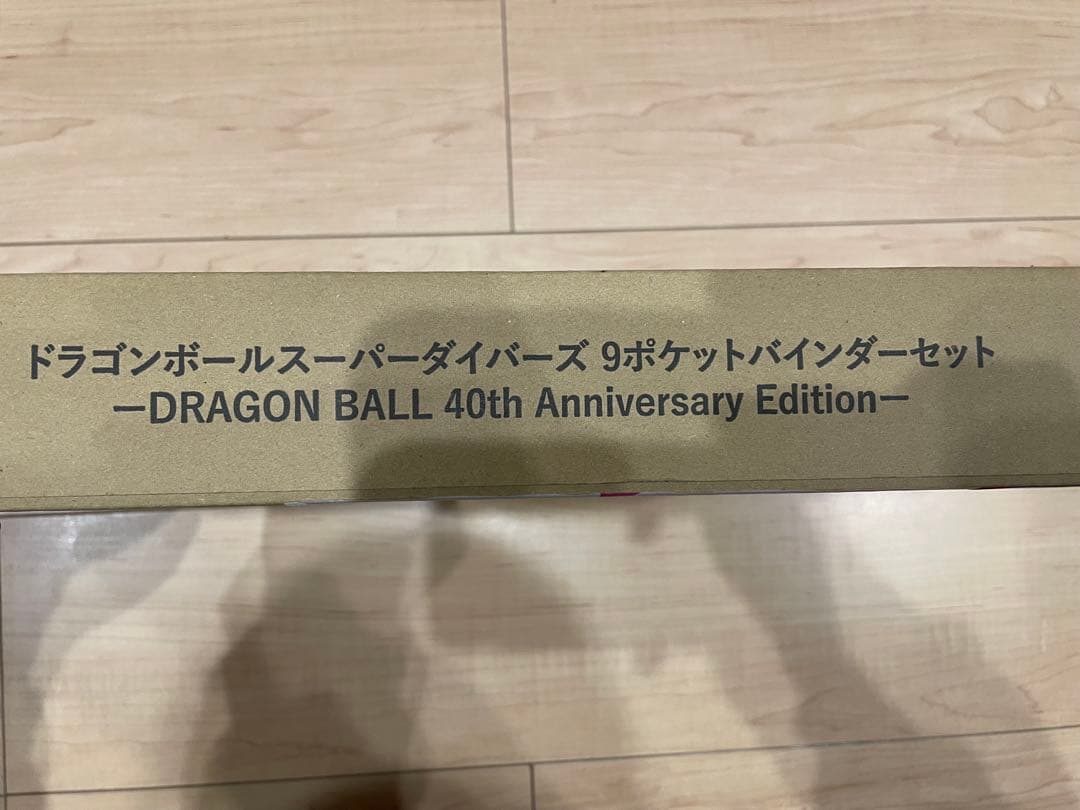 ドラゴンボールスーパーダイバーズ 9ポケットバインダーセット
ーDRAGON BALL 40th Anniversary Editionー